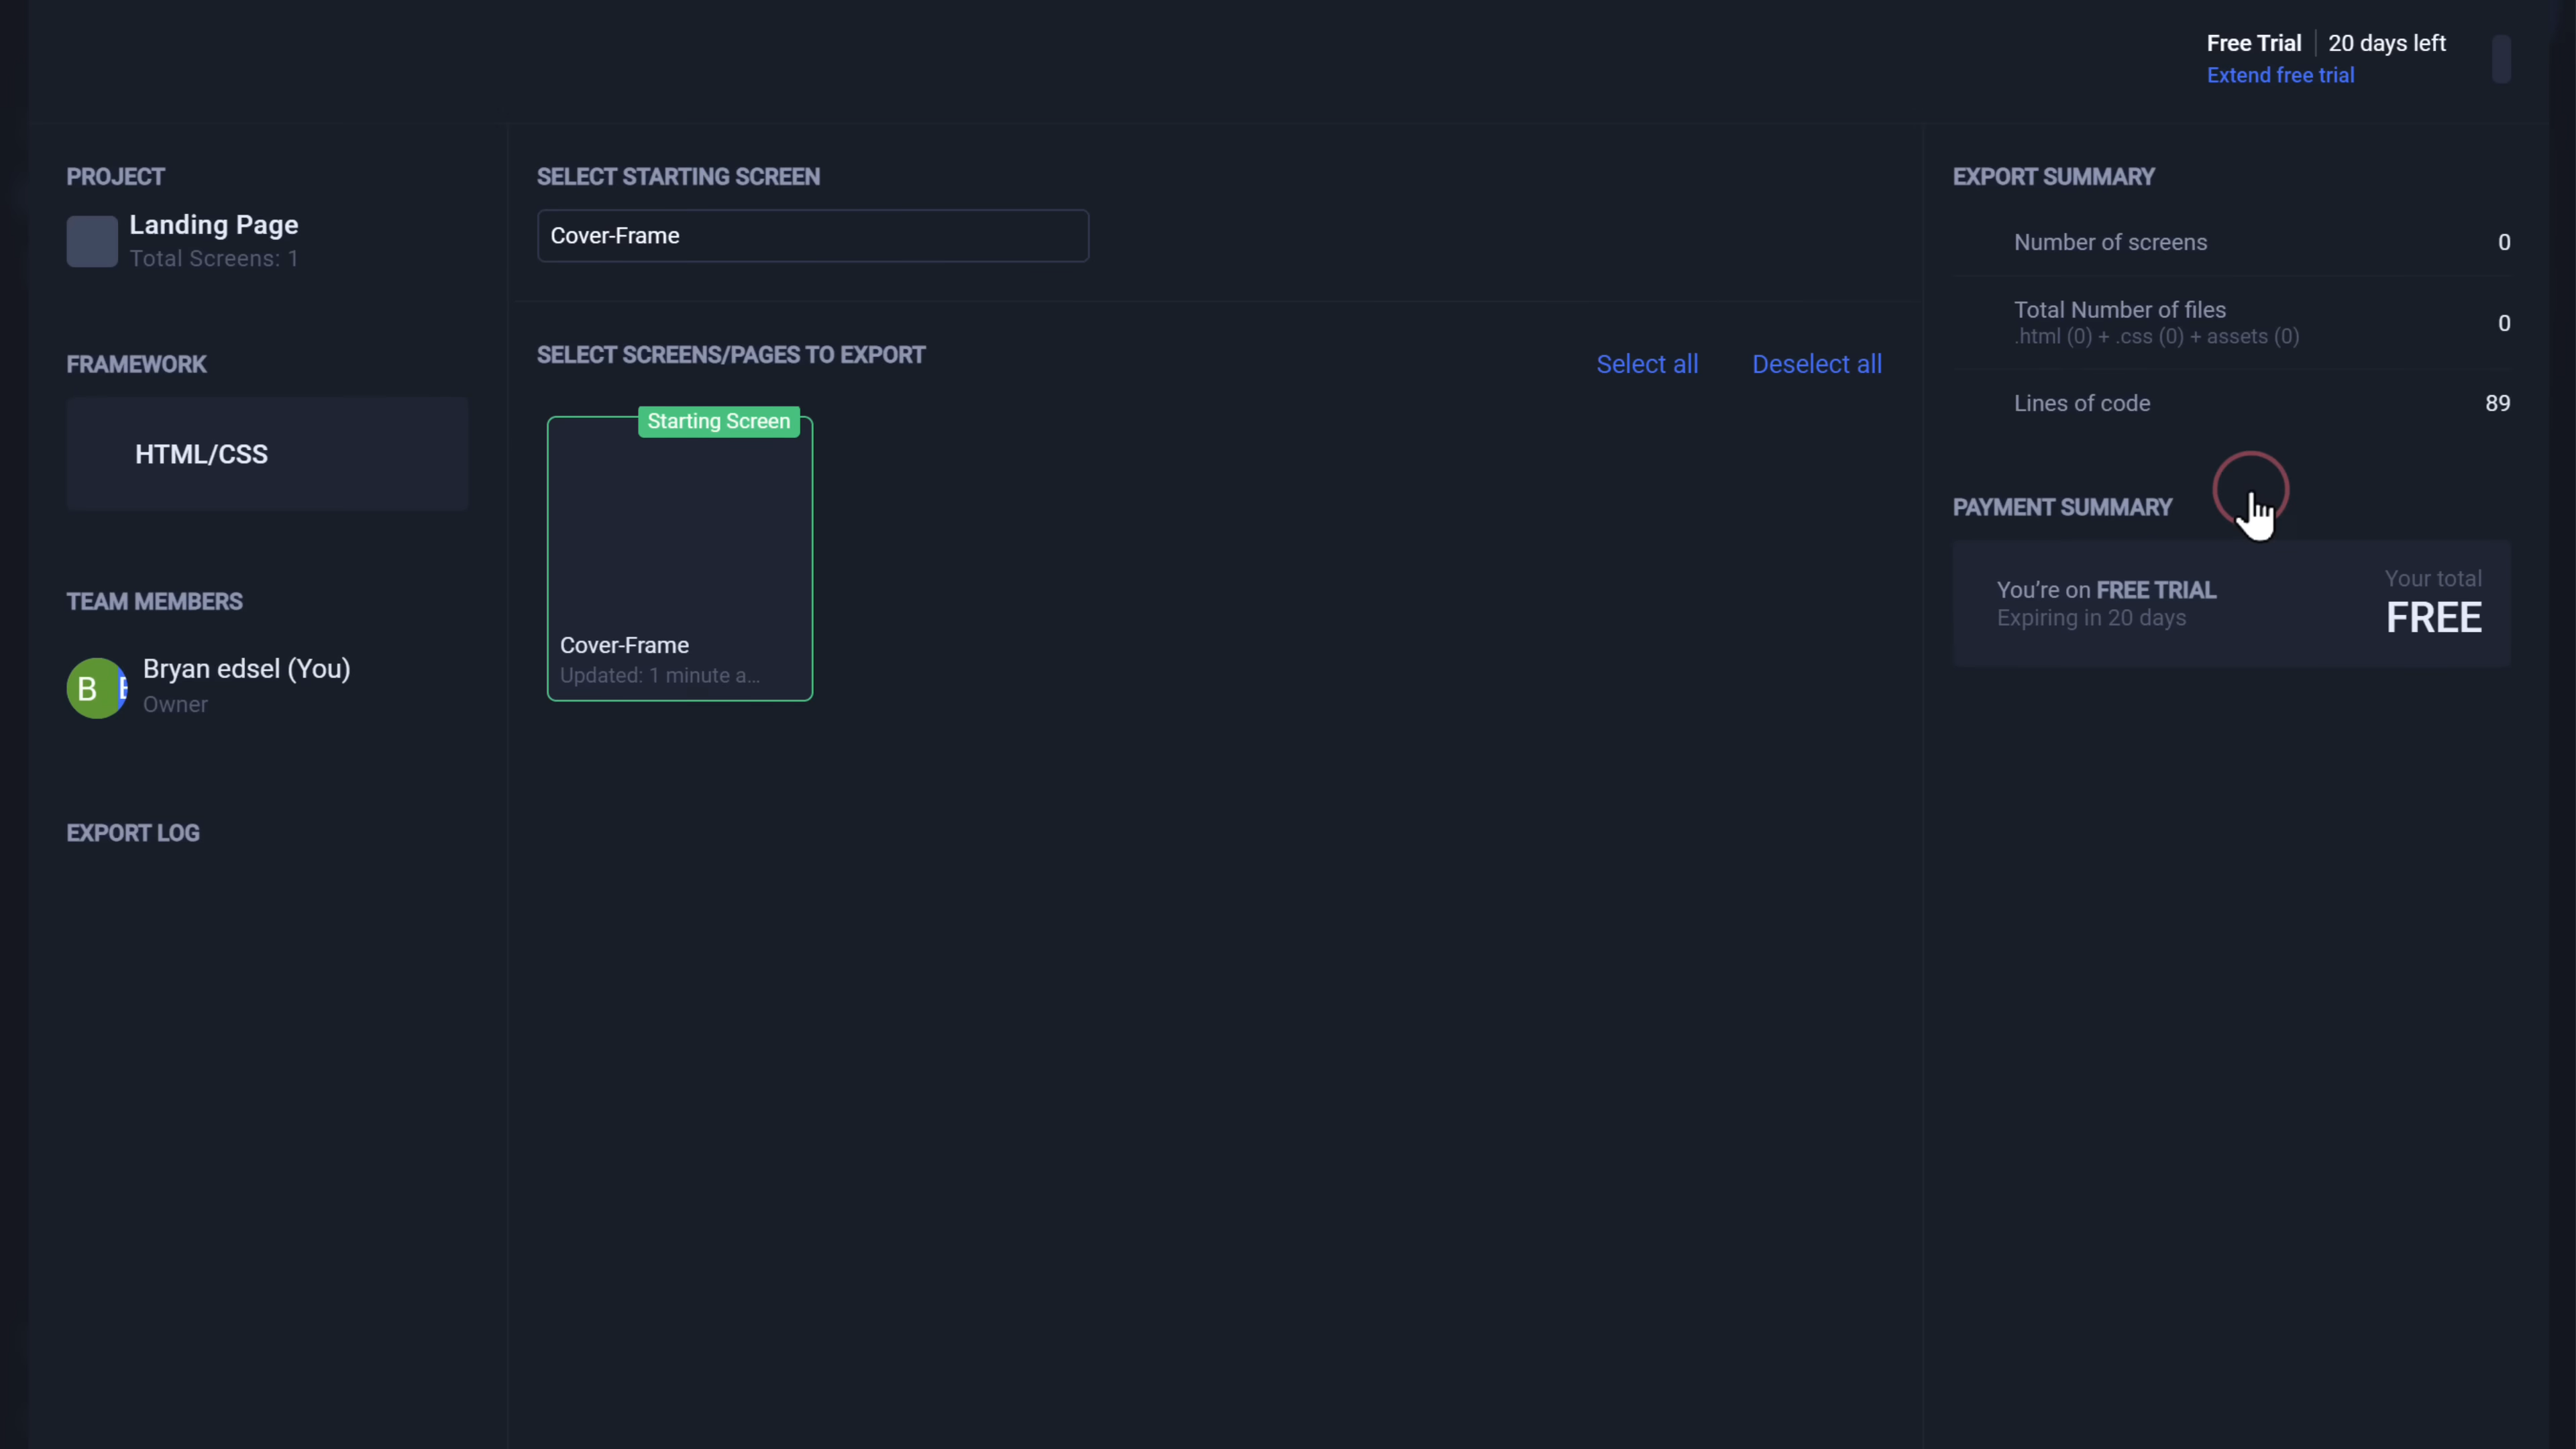 Free Trial | 20 days left
Extend free trial
PROJECT
Landing Page
Total Screens: 1
FRAMEWORK
HTML/CSS
TEAM MEMBERS
B
Bryan edsel (You)
Owner
EXPORT LOG
SELECT STARTING SCREEN
Cover-Frame
SELECT SCREENS/PAGES TO EXPORT
Select all
Deselect all
Starting Screen
Cover-Frame
Updated: 1 minute a...
EXPORT SUMMARY
Number of screens 0
Total Number of files 0
.html (0) + .css (0) + assets (0)
Lines of code 89
PAYMENT SUMMARY
You're on FREE TRIAL
Expiring in 20 days
Your total
FREE